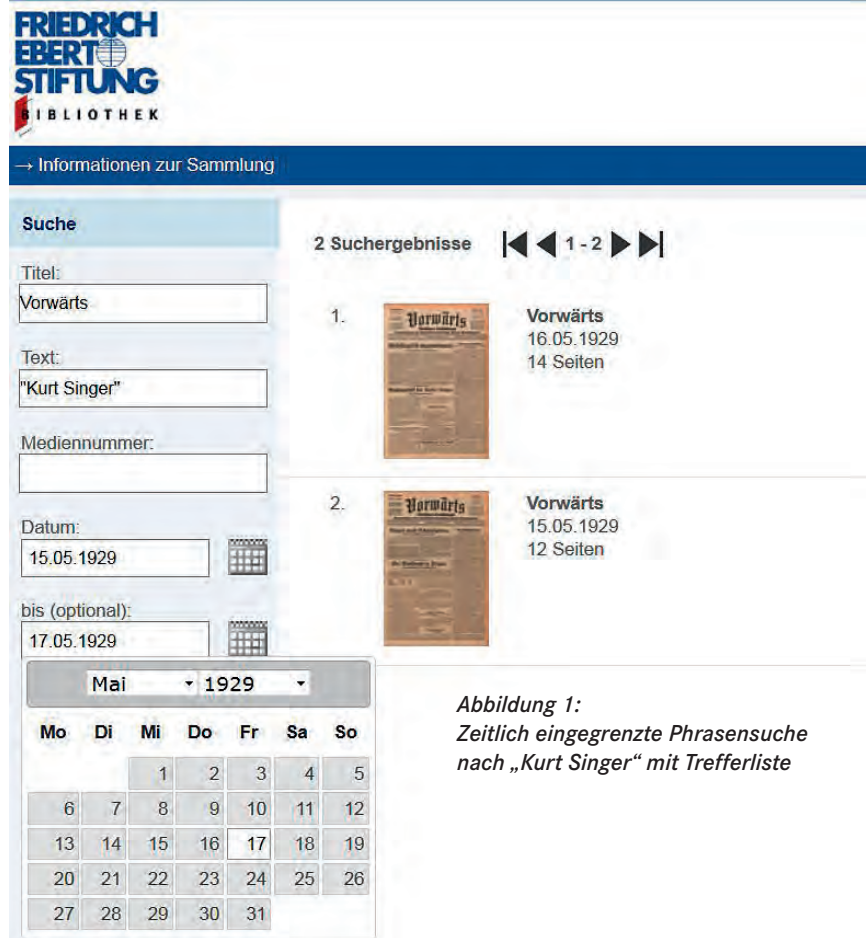 FRIEDRICH
EBERT
STIFTUNG
BIBLIOTHEK
→ Informationen zur Sammlung
Suche
Titel:
Vorwärts
Text:
"Kurt Singer"
Mediennummer:
Datum:
15.05.1929
bis (optional):
17.05.1929
Mai 1929
Mo Di Mi Do Fr Sa So
1 2 3 4 5
6 7 8 9 10 11 12
13 14 15 16 17 18 19
20 21 22 23 24 25 26
27 28 29 30 31
2 Suchergebnisse 1 - 2
1.
Vorwärts
Vorwärts
16.05.1929
14 Seiten
2.
Vorwärts
Vorwärts
15.05.1929
12 Seiten
Abbildung 1:
Zeitlich eingegrenzte Phrasensuche
nach „Kurt Singer“ mit Trefferliste